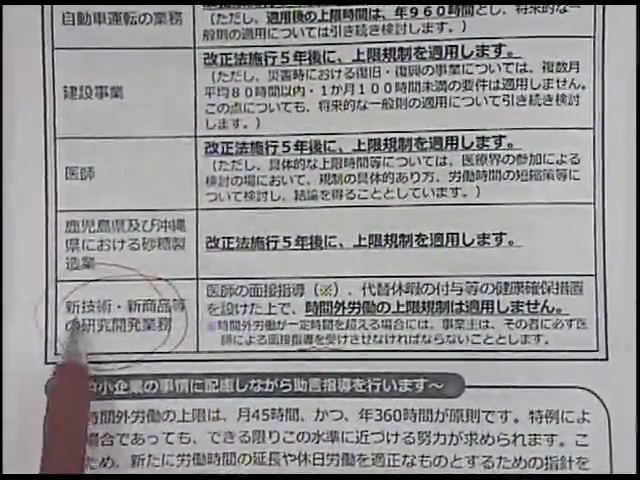 自動車運転の業務
（ただし、適用後の上限時間は、年９６０時間とし、将来的な一
般則の適用については引き続き検討します。）
建設事業
改正法施行５年後に、上限規制を適用します。
（ただし、災害時における復旧・復興の事業については、複数月
平均８０時間以内・１か月１００時間未満の要件は適用しません。
この点についても、将来的な一般則の適用について引き続き検討
します。）
医師
改正法施行５年後に、上限規制を適用します。
（ただし、具体的な上限時間等については、医療界の参加による
検討の場において、規制の具体的あり方、労働時間の短縮策等に
ついて検討し、結論を得ることとしています。）
鹿児島県及び沖縄
県における砂糖製
造業
改正法施行５年後に、上限規制を適用します。
新技術・新商品等
の研究開発業務
医師の面接指導（※）、代替休暇の付与等の健康確保措置
を設けた上で、時間外労働の上限規制は適用しません。
※時間外労働が一定時間を超える場合には、事業主は、その者に必ず医
師による面接指導を受けさせなければならないこととします。
小企業の事情に配慮しながら助言指導を行います～
時間外労働の上限は、月45時間、かつ、年360時間が原則です。特例によ
場合であっても、できる限りこの水準に近づける努力が求められます。こ
ため、新たに労働時間の延長や休日労働を適正なものとするための指針を